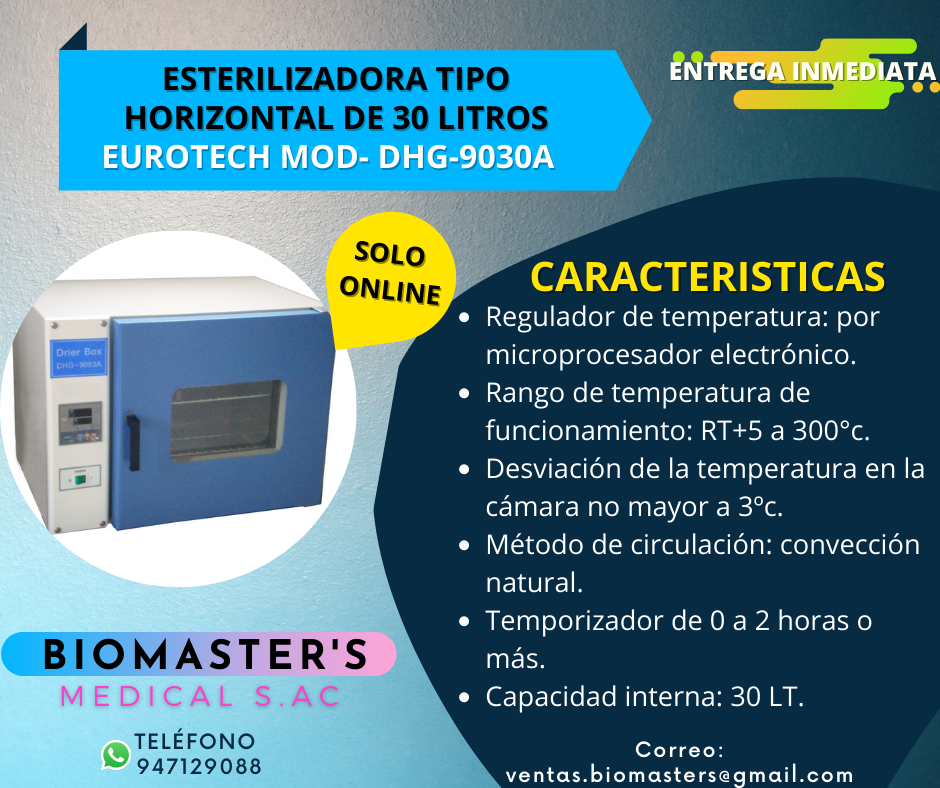 ESTERILIZADORA TIPO
HORIZONTAL DE 30 LITROS
EUROTECH MOD- DHG-9030A
ENTREGA INMEDIATA
SOLO
ONLINE
Drier Box
DHG-9053A
POWER
CARACTERISTICAS
• Regulador de temperatura: por
microprocesador electrónico.
• Rango de temperatura de
funcionamiento: RT+5 a 300°c.
• Desviación de la temperatura en la
cámara no mayor a 3ºc.
• Método de circulación: convección
natural.
• Temporizador de 0 a 2 horas o
más.
• Capacidad interna: 30 LT.
BIOMASTER'S
MEDICAL S.AC
TELÉFONO
947129088
Correo:
ventas.biomasters@gmail.com